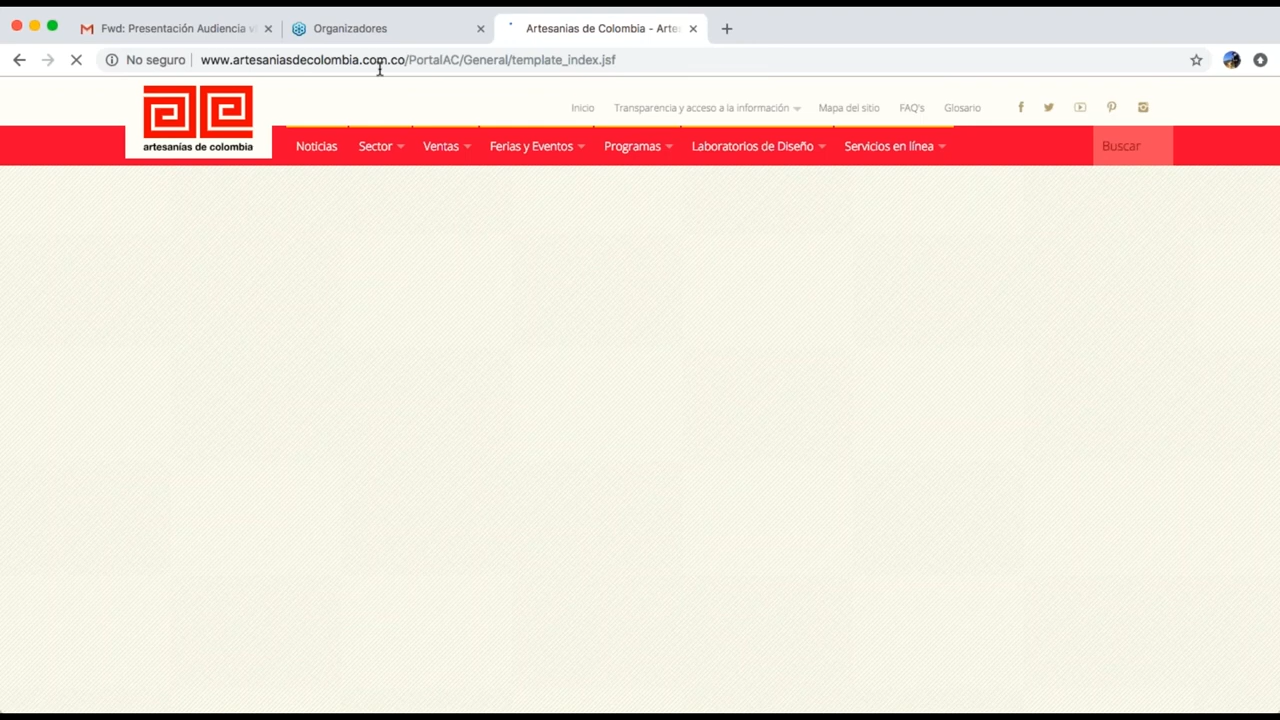 Fwd: Presentación Audiencia vi
Organizadores
Artesanias de Colombia - Arte
No seguro
www.artesaniasdecolombia.com.co/PortalAC/General/template_index.jsf
artesanías de colombia
Inicio
Transparencia y acceso a la información
Mapa del sitio
FAQ's
Glosario
Noticias
Sector
Ventas
Ferias y Eventos
Programas
Laboratorios de Diseño
Servicios en línea
Buscar